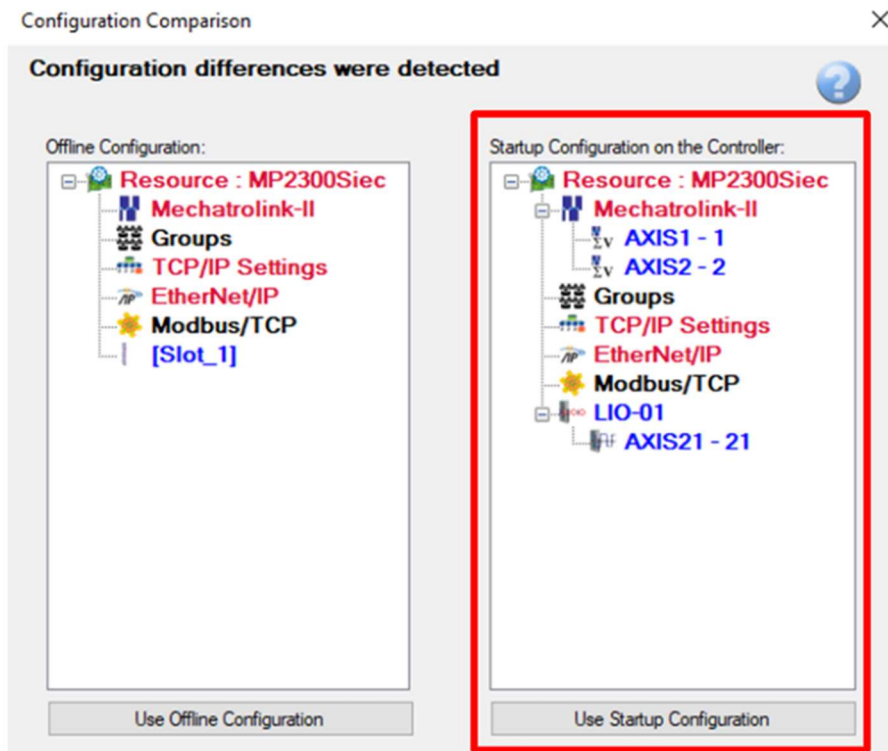 Configuration Comparison
Configuration differences were detected
Offline Configuration:
Resource : MP2300Siec
Mechatrolink-II
Groups
TCP/IP Settings
EtherNet/IP
Modbus/TCP
[Slot_1]
Use Offline Configuration
Startup Configuration on the Controller:
Resource : MP2300Siec
Mechatrolink-II
AXIS1 - 1
AXIS2 - 2
Groups
TCP/IP Settings
EtherNet/IP
Modbus/TCP
LIO-01
AXIS21 - 21
Use Startup Configuration